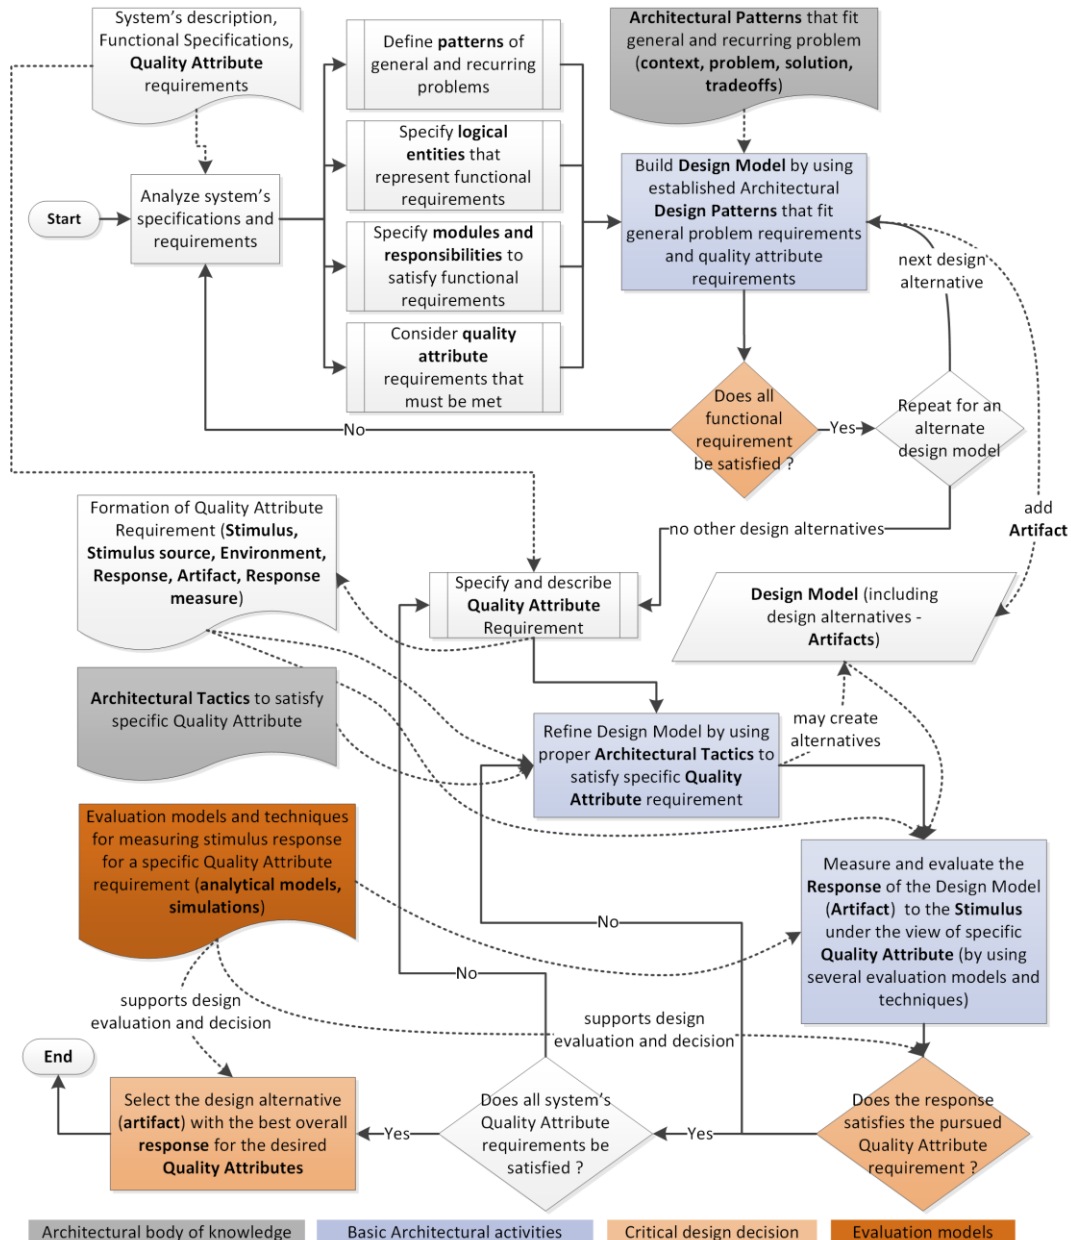 System's description,
Functional Specifications,
Quality Attribute
requirements
Define patterns of
general and recurring
problems
Architectural Patterns that fit
general and recurring problem
(context, problem, solution,
tradeoffs)
Start
Analyze system's
specifications and
requirements
Specify logical
entities that
represent functional
requirements
Specify modules and
responsibilities to
satisfy functional
requirements
Consider quality
attribute
requirements that
must be met
Build Design Model by using
established Architectural
Design Patterns that fit
general problem requirements
and quality attribute
requirements
next design
alternative
Does all
functional
requirement
be satisfied ?
No
Yes
Repeat for an
alternate
design model
no other design alternatives
add
Artifact
Formation of Quality Attribute
Requirement (Stimulus,
Stimulus source, Environment,
Response, Artifact, Response
measure)
Specify and describe
Quality Attribute
Requirement
Design Model (including
design alternatives -
Artifacts)
Architectural Tactics to satisfy
specific Quality Attribute
Refine Design Model by using
proper Architectural Tactics to
satisfy specific Quality
Attribute requirement
may create
alternatives
Evaluation models and techniques
for measuring stimulus response
for a specific Quality Attribute
requirement (analytical models,
simulations)
Measure and evaluate the
Response of the Design Model
(Artifact) to the Stimulus
under the view of specific
Quality Attribute (by using
several evaluation models and
techniques)
No
No
supports design
evaluation and decision
supports design
evaluation and decision
End
Select the design alternative
(artifact) with the best overall
response for the desired
Quality Attributes
Yes
Does all system's
Quality Attribute
requirements be
satisfied ?
Yes
Does the response
satisfies the pursued
Quality Attribute
requirement ?
Architectural body of knowledge
Basic Architectural activities
Critical design decision
Evaluation models